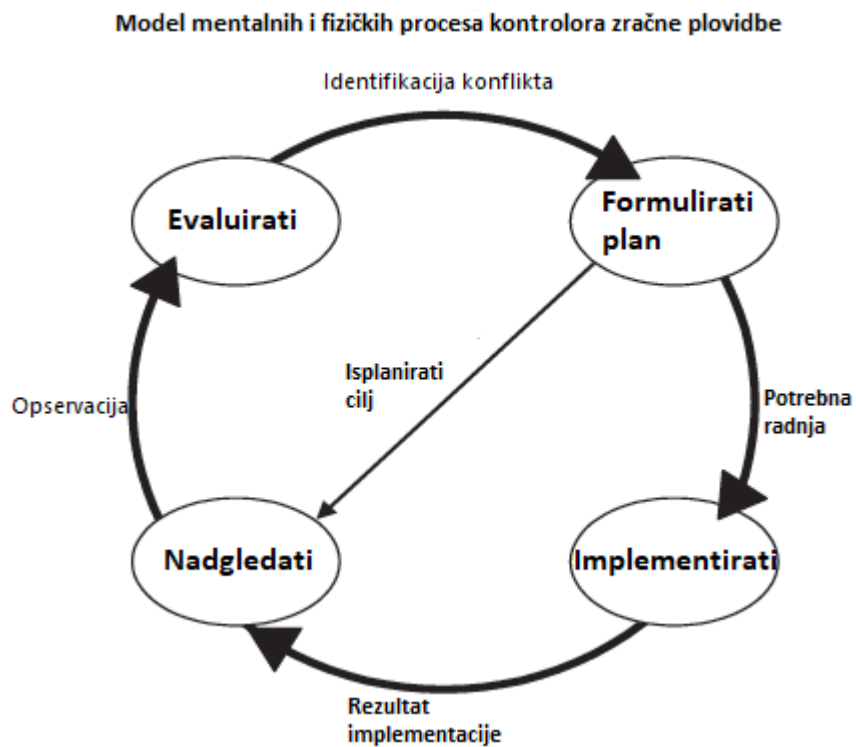 Model mentalnih i fizičkih procesa kontrolora zračne plovidbe
Identifikacija konflikta
Evaluirati
Formulirati
plan
Isplanirati
cilj
Opservacija
Potrebna
radnja
Nadgledati
Implementirati
Rezultat
implementacije